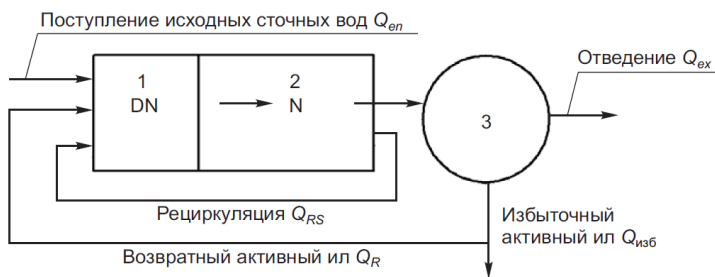 Поступление исходных сточных вод Qen
Отведение Qex
1
DN
2
N
3
Рециркуляция QRS
Избыточный
активный ил Qизб
Возвратный активный ил QR